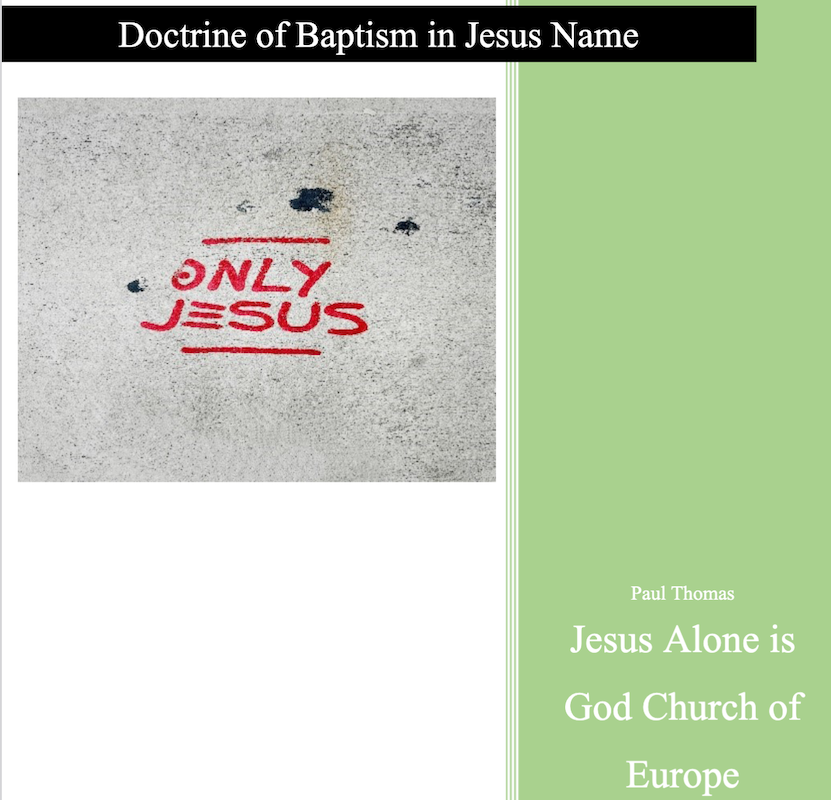 Doctrine of Baptism in Jesus Name
ONLY
JESUS
Paul Thomas
Jesus Alone is
God Church of
Europe